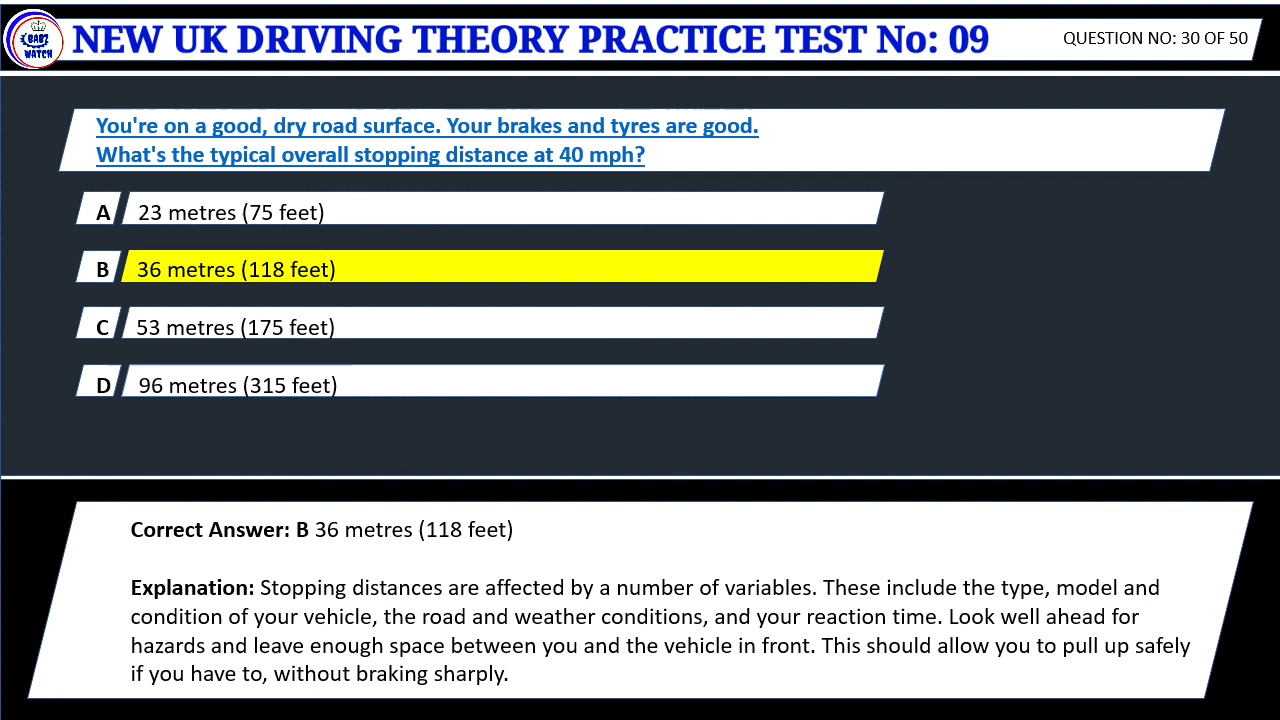 BABZ
WATCH
NEW UK DRIVING THEORY PRACTICE TEST No: 09
QUESTION NO: 30 OF 50
You're on a good, dry road surface. Your brakes and tyres are good.
What's the typical overall stopping distance at 40 mph?
A 23 metres (75 feet)
B 36 metres (118 feet)
C 53 metres (175 feet)
D 96 metres (315 feet)
Correct Answer: B 36 metres (118 feet)
Explanation: Stopping distances are affected by a number of variables. These include the type, model and
condition of your vehicle, the road and weather conditions, and your reaction time. Look well ahead for
hazards and leave enough space between you and the vehicle in front. This should allow you to pull up safely
if you have to, without braking sharply.